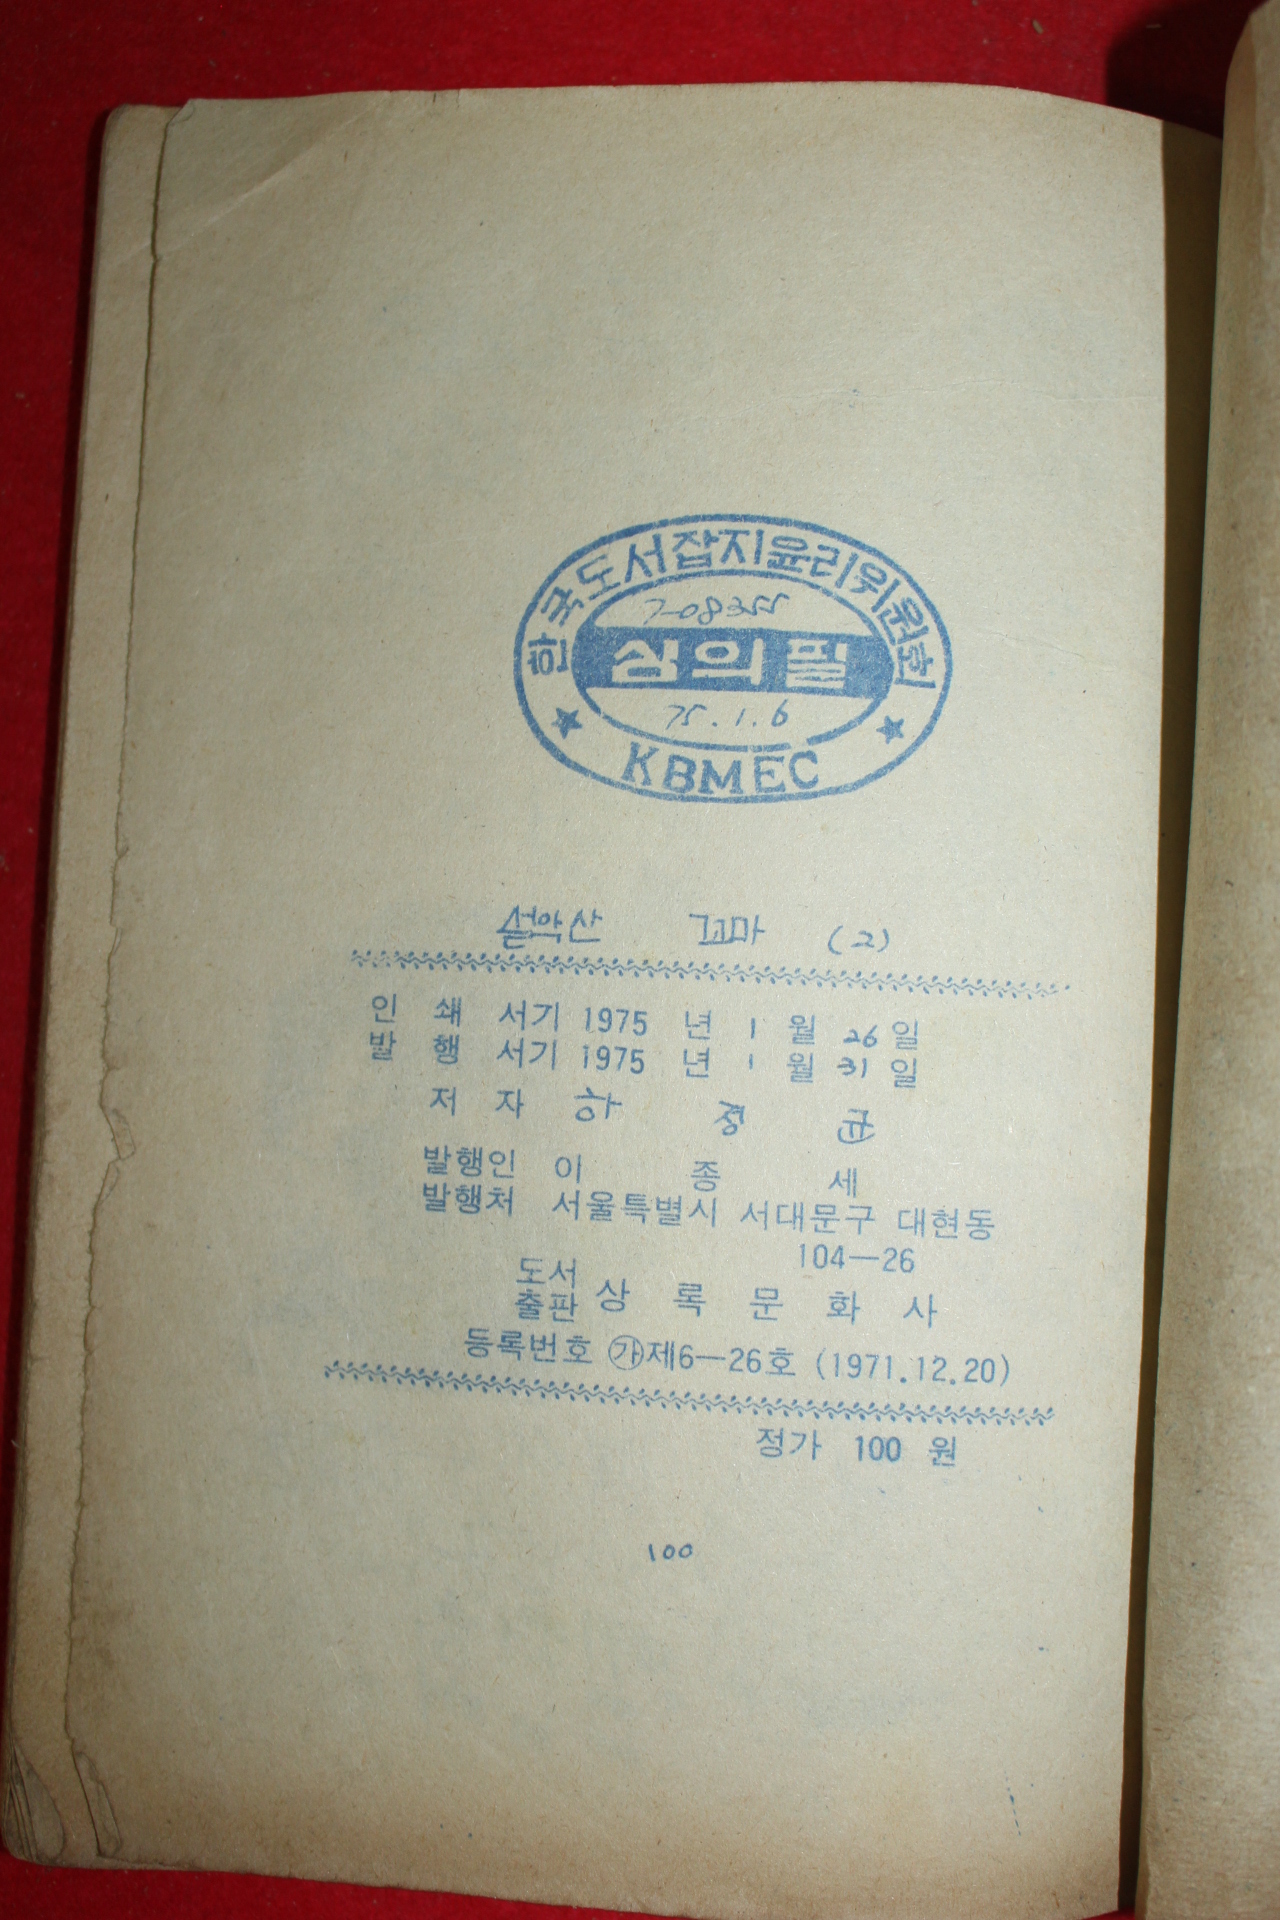 한국도서잡지윤리위원회
7-08355
심의필
75.1.6
★ ★
KBMEC
설악산 꼬마 (2)
인 쇄 서기 1975 년 1 월 26 일
발 행 서기 1975 년 1 월 31 일
저 자 하 정 균
발행인 이 종 세
발행처 서울특별시 서대문구 대현동
104—26
도서출판 상 록 문 화 사
등록번호 ㉮제6—26호 (1971.12.20)
정가 100 원
100